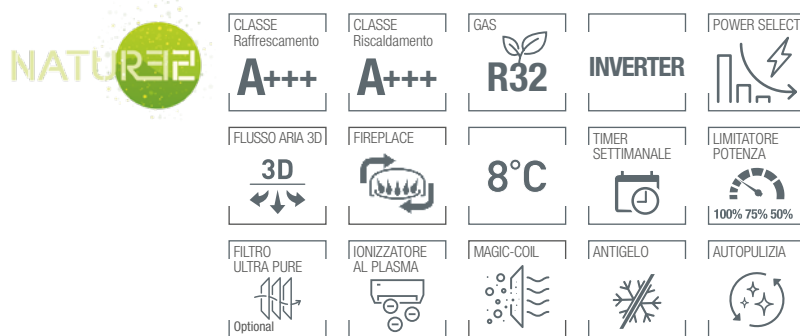 NATURE32
CLASSE
Raffrescamento
A+++
CLASSE
Riscaldamento
A+++
GAS
R32
INVERTER
POWER SELECT
FLUSSO ARIA 3D
3D
FIREPLACE
8°C
TIMER
SETTIMANALE
LIMITATORE
POTENZA
100% 75% 50%
FILTRO
ULTRA PURE
Optional
IONIZZATORE
AL PLASMA
MAGIC-COIL
ANTIGELO
AUTOPULIZIA